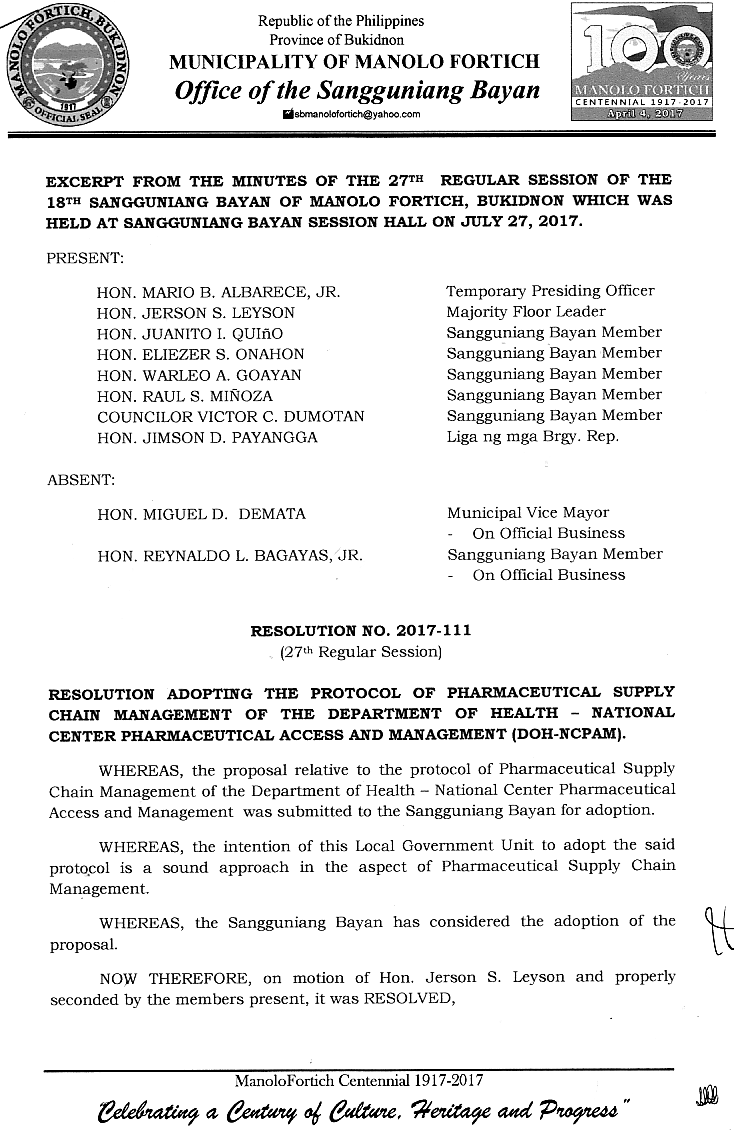 MANOLO FORTICH, BUKIDNON
1917
OFFICIAL SEAL
Republic of the Philippines
Province of Bukidnon
MUNICIPALITY OF MANOLO FORTICH
Office of the Sangguniang Bayan
sbmanolofortich@yahoo.com
100
Years
MANOLO FORTICH
CENTENNIAL 1917-2017
April 4, 2017
EXCERPT FROM THE MINUTES OF THE 27TH REGULAR SESSION OF THE
18TH SANGGUNIANG BAYAN OF MANOLO FORTICH, BUKIDNON WHICH WAS
HELD AT SANGGUNIANG BAYAN SESSION HALL ON JULY 27, 2017.
PRESENT:
HON. MARIO B. ALBARECE, JR. Temporary Presiding Officer
HON. JERSON S. LEYSON Majority Floor Leader
HON. JUANITO I. QUIñO Sangguniang Bayan Member
HON. ELIEZER S. ONAHON Sangguniang Bayan Member
HON. WARLEO A. GOAYAN Sangguniang Bayan Member
HON. RAUL S. MIÑOZA Sangguniang Bayan Member
COUNCILOR VICTOR C. DUMOTAN Sangguniang Bayan Member
HON. JIMSON D. PAYANGGA Liga ng mga Brgy. Rep.
ABSENT:
HON. MIGUEL D. DEMATA Municipal Vice Mayor
- On Official Business
HON. REYNALDO L. BAGAYAS, JR. Sangguniang Bayan Member
- On Official Business
RESOLUTION NO. 2017-111
(27th Regular Session)
RESOLUTION ADOPTING THE PROTOCOL OF PHARMACEUTICAL SUPPLY
CHAIN MANAGEMENT OF THE DEPARTMENT OF HEALTH – NATIONAL
CENTER PHARMACEUTICAL ACCESS AND MANAGEMENT (DOH-NCPAM).
WHEREAS, the proposal relative to the protocol of Pharmaceutical Supply
Chain Management of the Department of Health – National Center Pharmaceutical
Access and Management was submitted to the Sangguniang Bayan for adoption.
WHEREAS, the intention of this Local Government Unit to adopt the said
protocol is a sound approach in the aspect of Pharmaceutical Supply Chain
Management.
WHEREAS, the Sangguniang Bayan has considered the adoption of the
proposal.
NOW THEREFORE, on motion of Hon. Jerson S. Leyson and properly
seconded by the members present, it was RESOLVED,
ManoloFortich Centennial 1917-2017
"Celebrating a Century of Culture, Heritage and Progress"